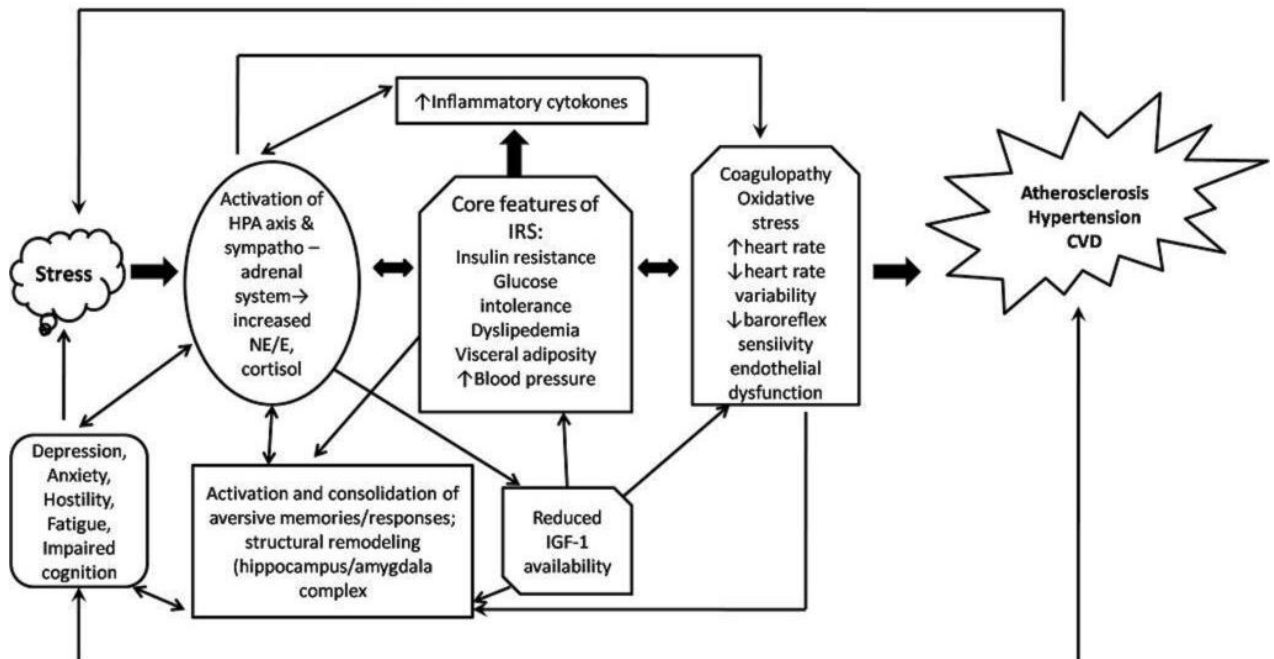 ↑Inflammatory cytokones
Stress
Activation of
HPA axis &
sympatho –
adrenal
system→
increased
NE/E,
cortisol
Core features of
IRS:
Insulin resistance
Glucose
intolerance
Dyslipedemia
Visceral adiposity
↑Blood pressure
Coagulopathy
Oxidative
stress
↑heart rate
↓heart rate
variability
↓baroreflex
sensiivity
endothelial
dysfunction
Atherosclerosis
Hypertension
CVD
Depression,
Anxiety,
Hostility,
Fatigue,
Impaired
cognition
Activation and consolidation of
aversive memories/responses;
structural remodeling
(hippocampus/amygdala
complex
Reduced
IGF-1
availability